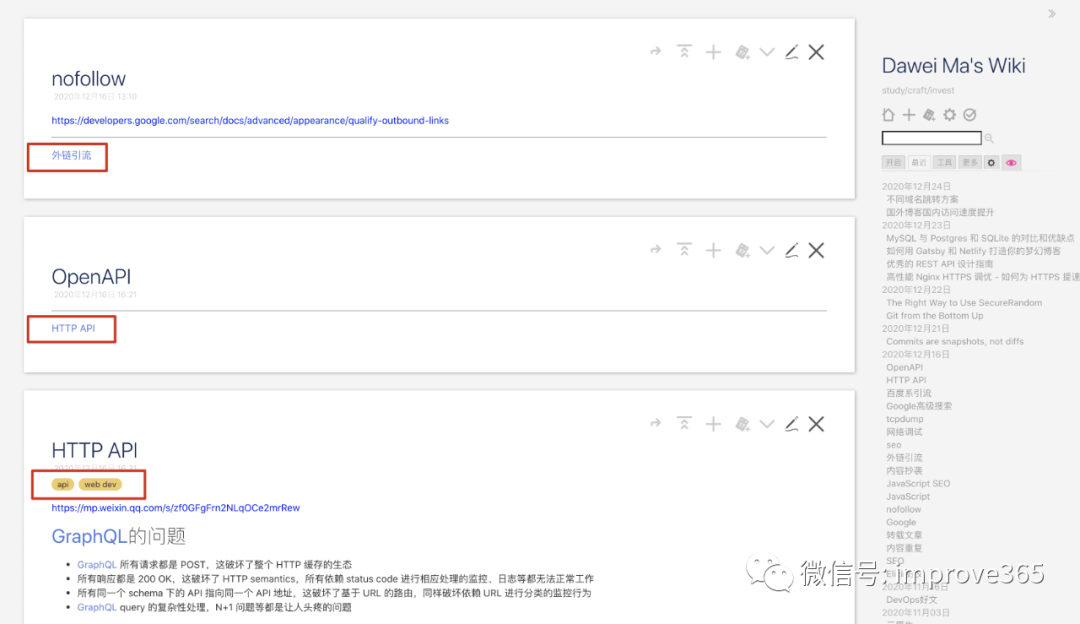 nofollow
2020年12月16日 13:10
https://developers.google.com/search/docs/advanced/appearance/qualify-outbound-links
外链引流
OpenAPI
2020年12月16日 16:21
HTTP API
HTTP API
2020年12月16日 16:21
api web dev
https://mp.weixin.qq.com/s/zf0GFgFrn2NLqOCe2mrRew
GraphQL的问题
GraphQL 所有请求都是 POST，这破坏了整个 HTTP 缓存的生态
所有响应都是 200 OK，这破坏了 HTTP semantics，所有依赖 status code 进行相应处理的监控、日志等都无法正常工作
所有同一个 schema 下的 API 指向同一个 API 地址，这破坏了基于 URL 的路由，同样破坏依赖 URL 进行分类的监控行为
GraphQL query 的复杂性处理，N+1 问题等都是让人头疼的问题
Dawei Ma's Wiki
study/craft/invest
开启 最近 工具 更多
2020年12月24日
不同域名跳转方案
国外博客国内访问速度提升
2020年12月23日
MySQL 与 Postgres 和 SQLite 的对比和优缺点
如何用 Gatsby 和 Netlify 打造你的梦幻博客
优秀的 REST API 设计指南
高性能 Nginx HTTPS 调优 - 如何为 HTTPS 提速
2020年12月22日
The Right Way to Use SecureRandom
Git from the Bottom Up
2020年12月21日
Commits are snapshots, not diffs
2020年12月16日
OpenAPI
HTTP API
百度系引流
Google高级搜索
tcpdump
网络调试
seo
外链引流
内容抄袭
JavaScript SEO
JavaScript
nofollow
Google
转载文章
内容重复
SEO
微信号: improve365
DevOps好文
2020年11月03日